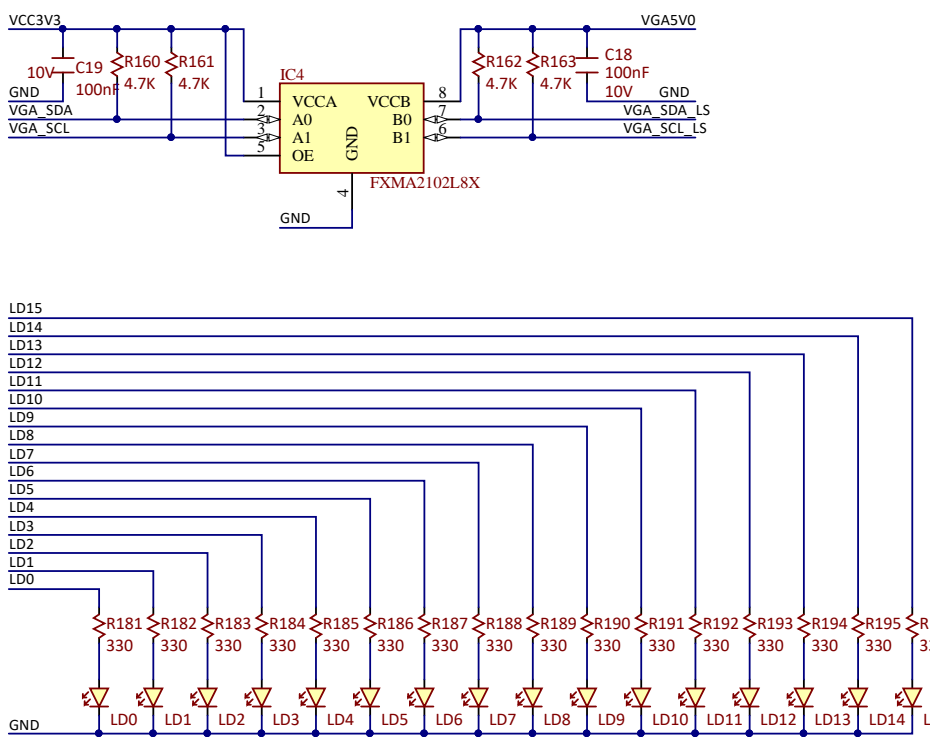 VCC3V3 VGA5V0
C19 R160 R161 R162 R163 C18
10V 4.7K 4.7K IC4 4.7K 4.7K 100nF
100nF 10V
GND 1 VCCA VCCB 8 GND
VGA_SDA 2 A0 B0 7 VGA_SDA_LS
VGA_SCL 3 A1 B1 6 VGA_SCL_LS
5 OE GND
4 FXMA2102L8X
GND
LD15
LD14
LD13
LD12
LD11
LD10
LD9
LD8
LD7
LD6
LD5
LD4
LD3
LD2
LD1
LD0
R181 R182 R183 R184 R185 R186 R187 R188 R189 R190 R191 R192 R193 R194 R195
330 330 330 330 330 330 330 330 330 330 330 330 330 330 330
LD0 LD1 LD2 LD3 LD4 LD5 LD6 LD7 LD8 LD9 LD10 LD11 LD12 LD13 LD14
GND